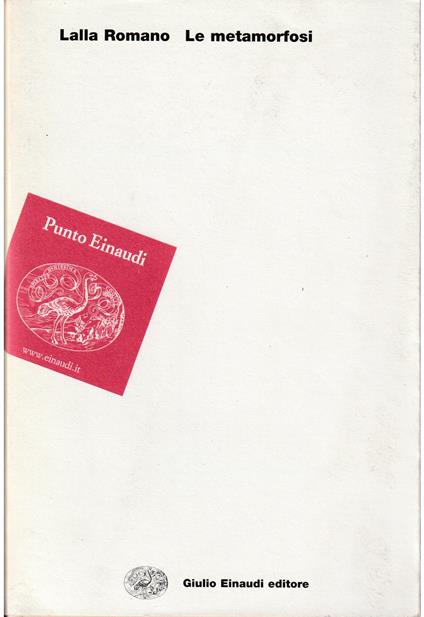 Lalla Romano Le metamorfosi
Punto Einaudi
www.einaudi.it
Giulio Einaudi editore